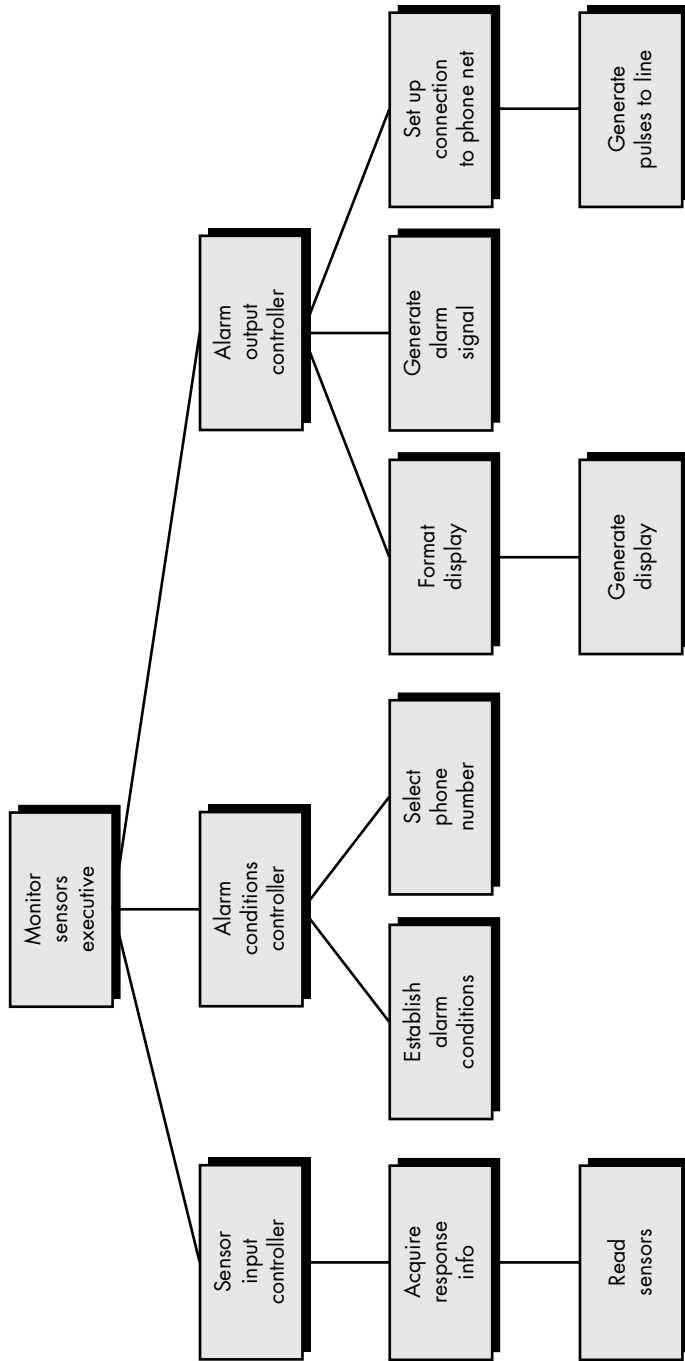 Monitor
sensors
executive
Sensor
input
controller
Alarm
conditions
controller
Alarm
output
controller
Acquire
response
info
Establish
alarm
conditions
Select
phone
number
Format
display
Generate
alarm
signal
Set up
connection
to phone net
Read
sensors
Generate
display
Generate
pulses to line